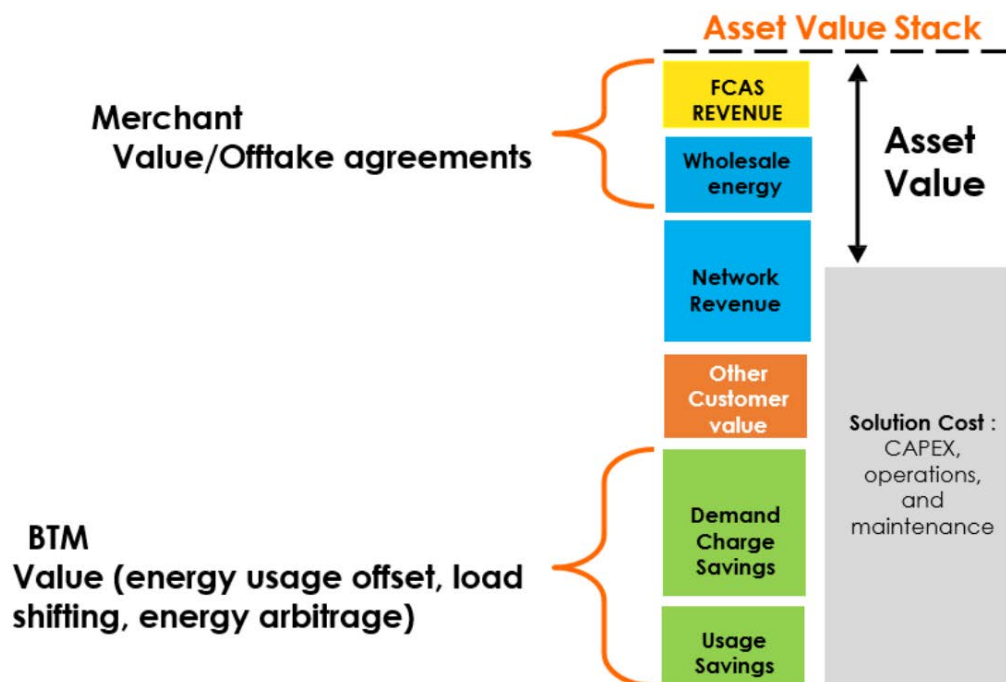 Asset Value Stack
Merchant
Value/Offtake agreements
FCAS
REVENUE
Wholesale
energy
Asset
Value
Network
Revenue
Other
Customer
value
Solution Cost :
CAPEX,
operations,
and
maintenance
BTM
Value (energy usage offset, load
shifting, energy arbitrage)
Demand
Charge
Savings
Usage
Savings